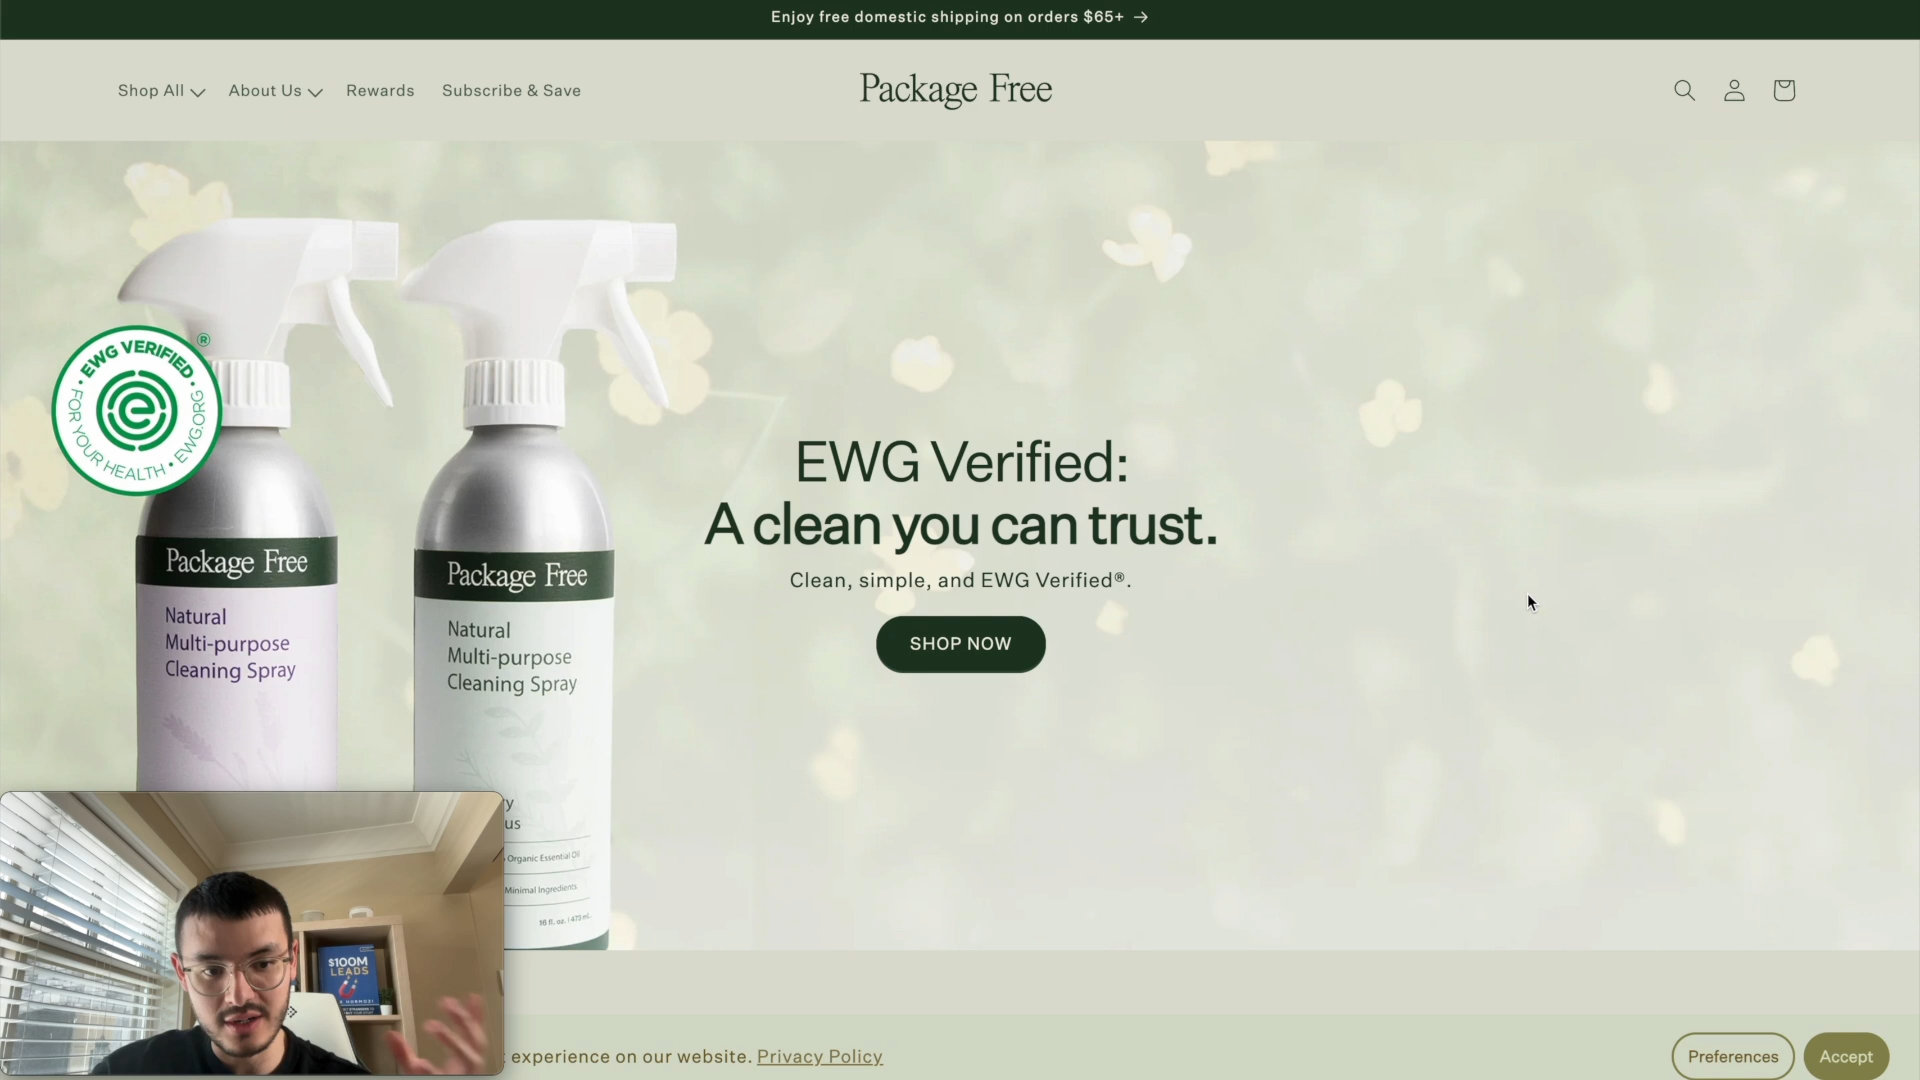 Enjoy free domestic shipping on orders $65+ →
Shop All
About Us
Rewards
Subscribe & Save
Package Free
EWG VERIFIED ®
FOR YOUR HEALTH • EWG.ORG
EWG Verified:
A clean you can trust.
Clean, simple, and EWG Verified®.
SHOP NOW
Package Free
Natural
Multi-purpose
Cleaning Spray
Package Free
Natural
Multi-purpose
Cleaning Spray
Organic Essential Oil
Minimal Ingredients.
16 fl. oz. | 473 mL
$100M
LEADS
HORMOZI
experience on our website. Privacy Policy
Preferences
Accept